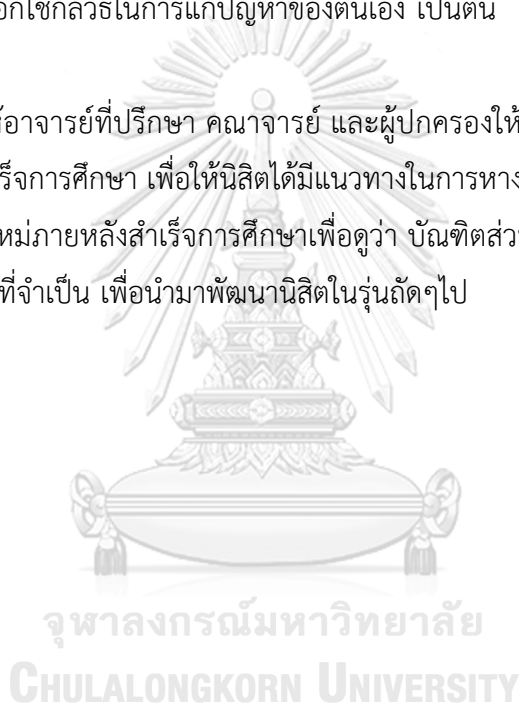 อกใช้กลวิธีในการแก้ปัญหาของตนเอง เป็นต้น
อาจารย์ที่ปรึกษา คณาจารย์ และผู้ปกครองให้
ร็จการศึกษา เพื่อให้นิสิตได้มีแนวทางในการหาง
หม่ภายหลังสำเร็จการศึกษาเพื่อดูว่า บัณฑิตส่ว
ที่จำเป็น เพื่อนำมาพัฒนานิสิตในรุ่นถัดๆไป
จุฬาลงกรณ์มหาวิทยาลัย
CHULALONGKORN UNIVERSITY